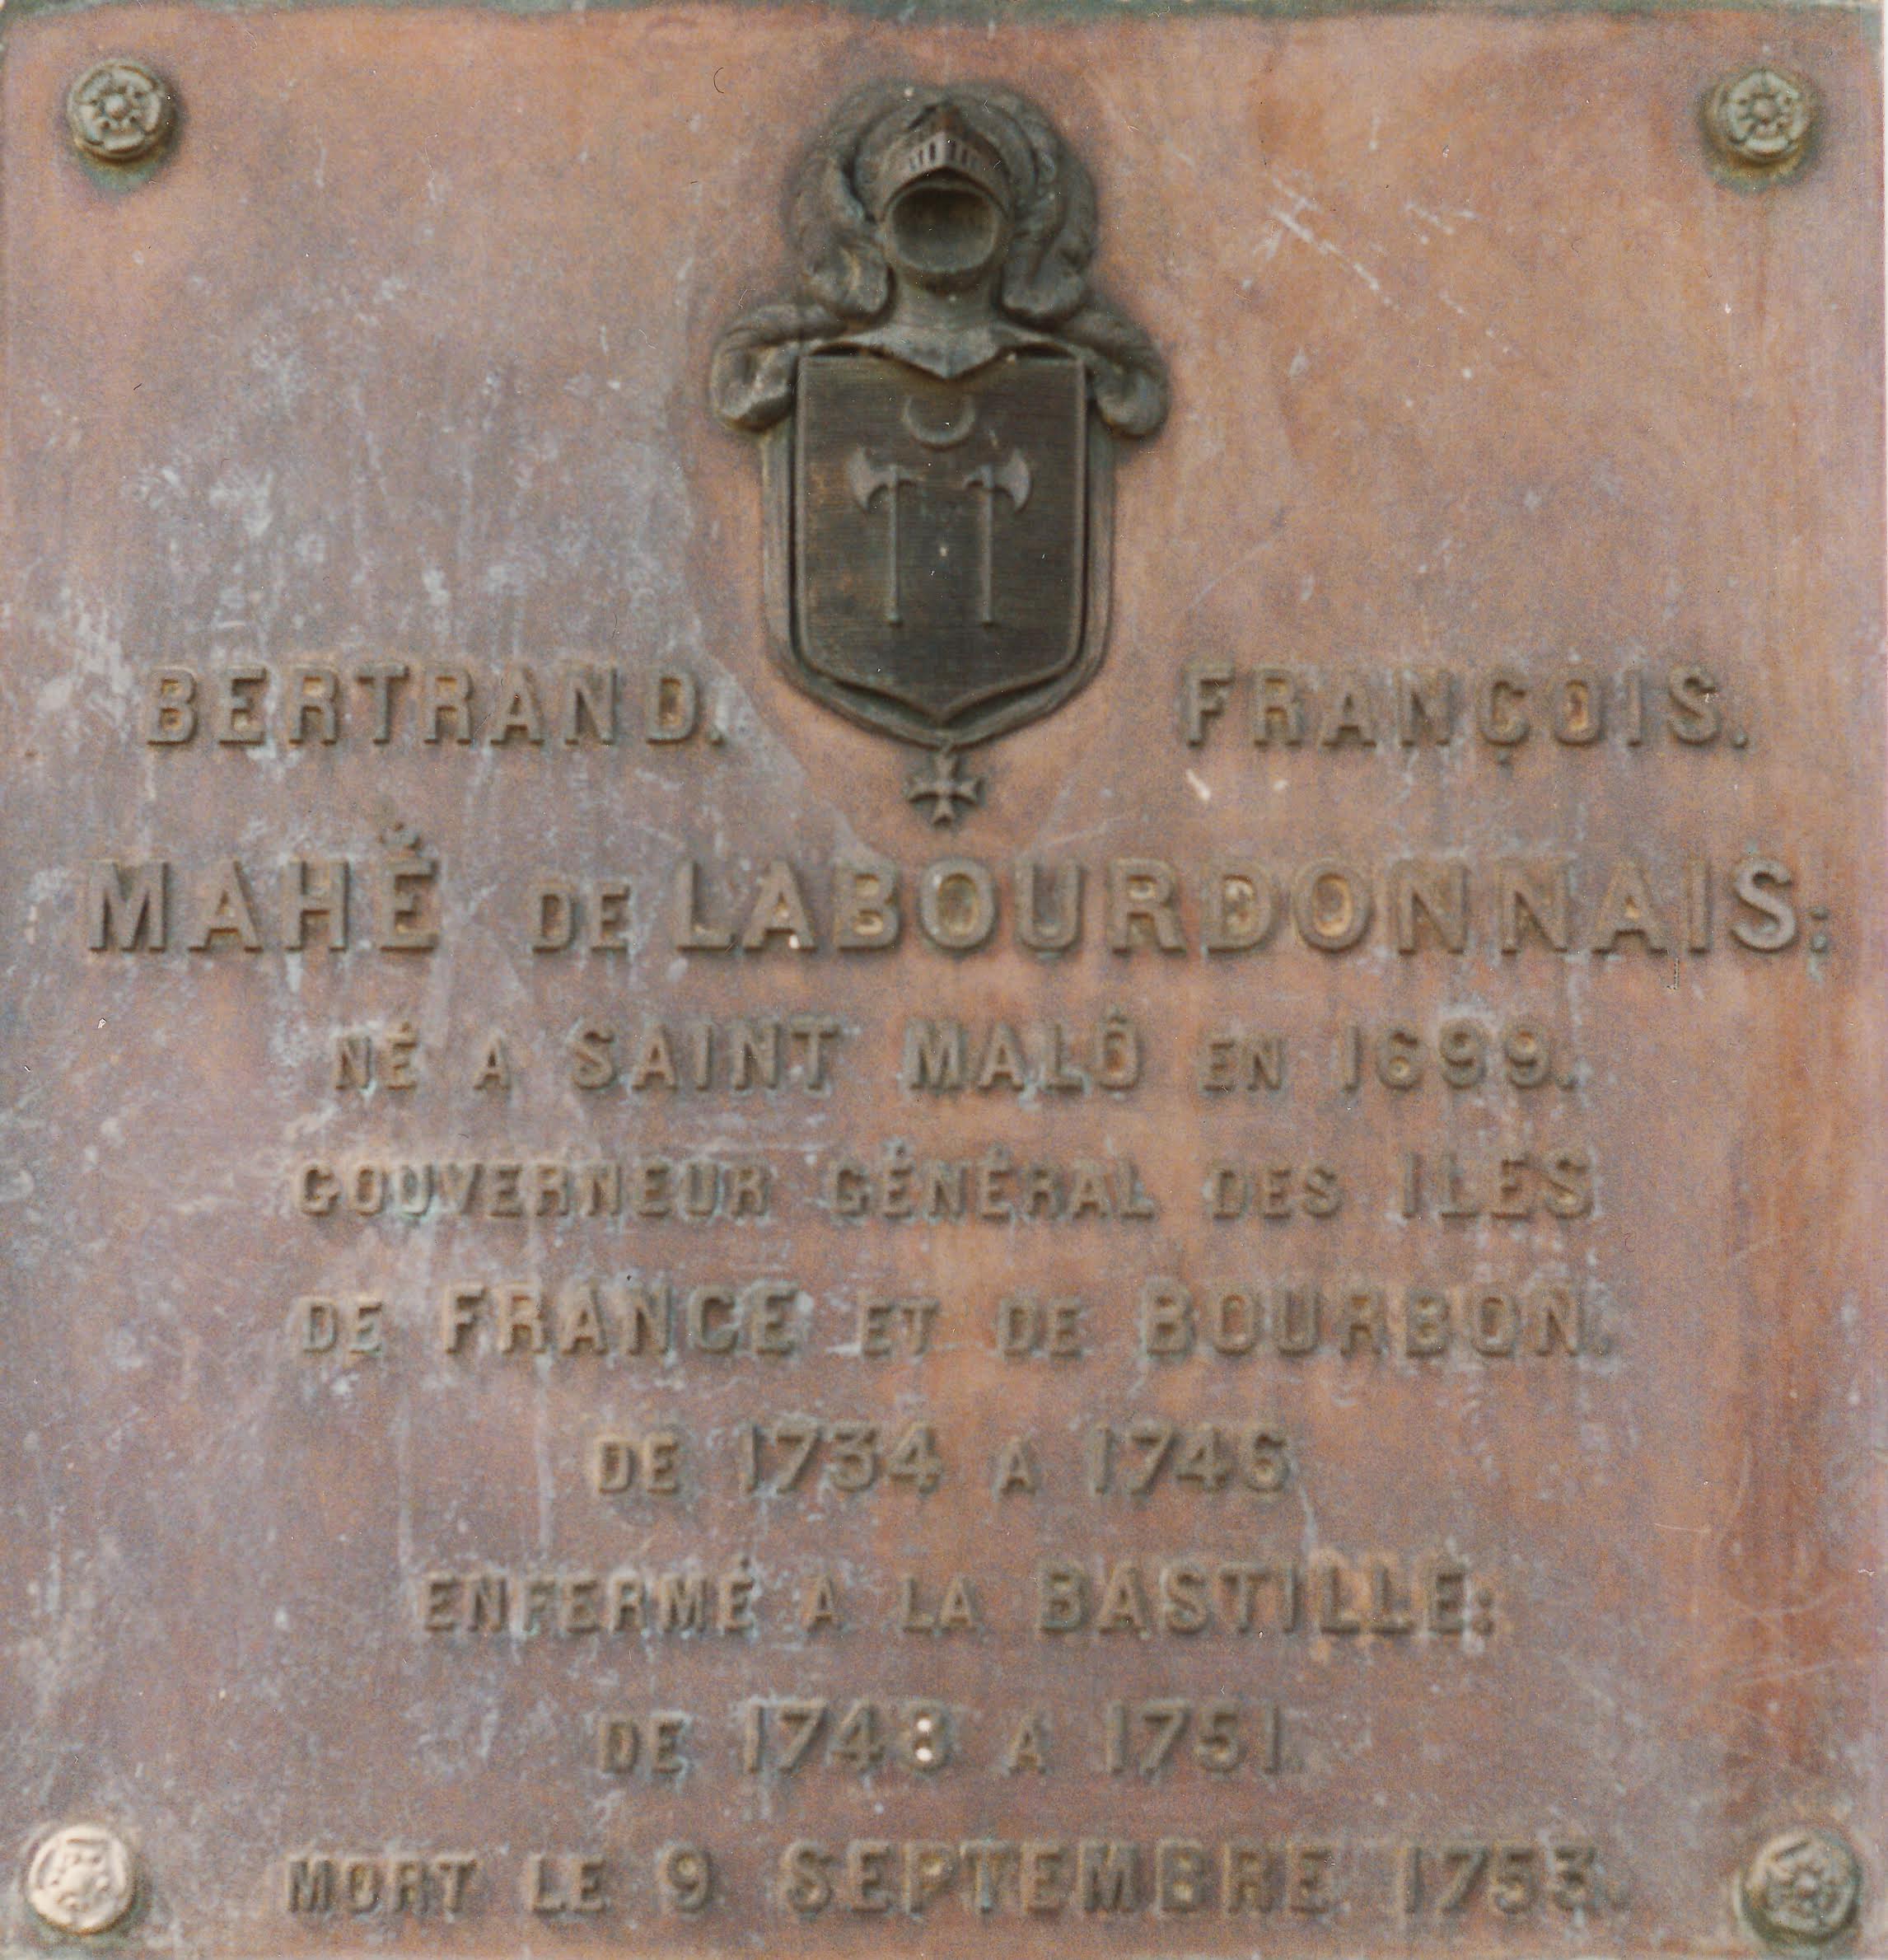 BERTRAND. FRANÇOIS.
MAHÉ DE LABOURDONNAIS:
NÉ A SAINT MALÔ EN 1699.
GOUVERNEUR GÉNÉRAL DES ILES
DE FRANCE ET DE BOURBON.
DE 1734 A 1746
ENFERMÉ A LA BASTILLE:
DE 1748 A 1751.
MORT LE 9 SEPTEMBRE 1753.